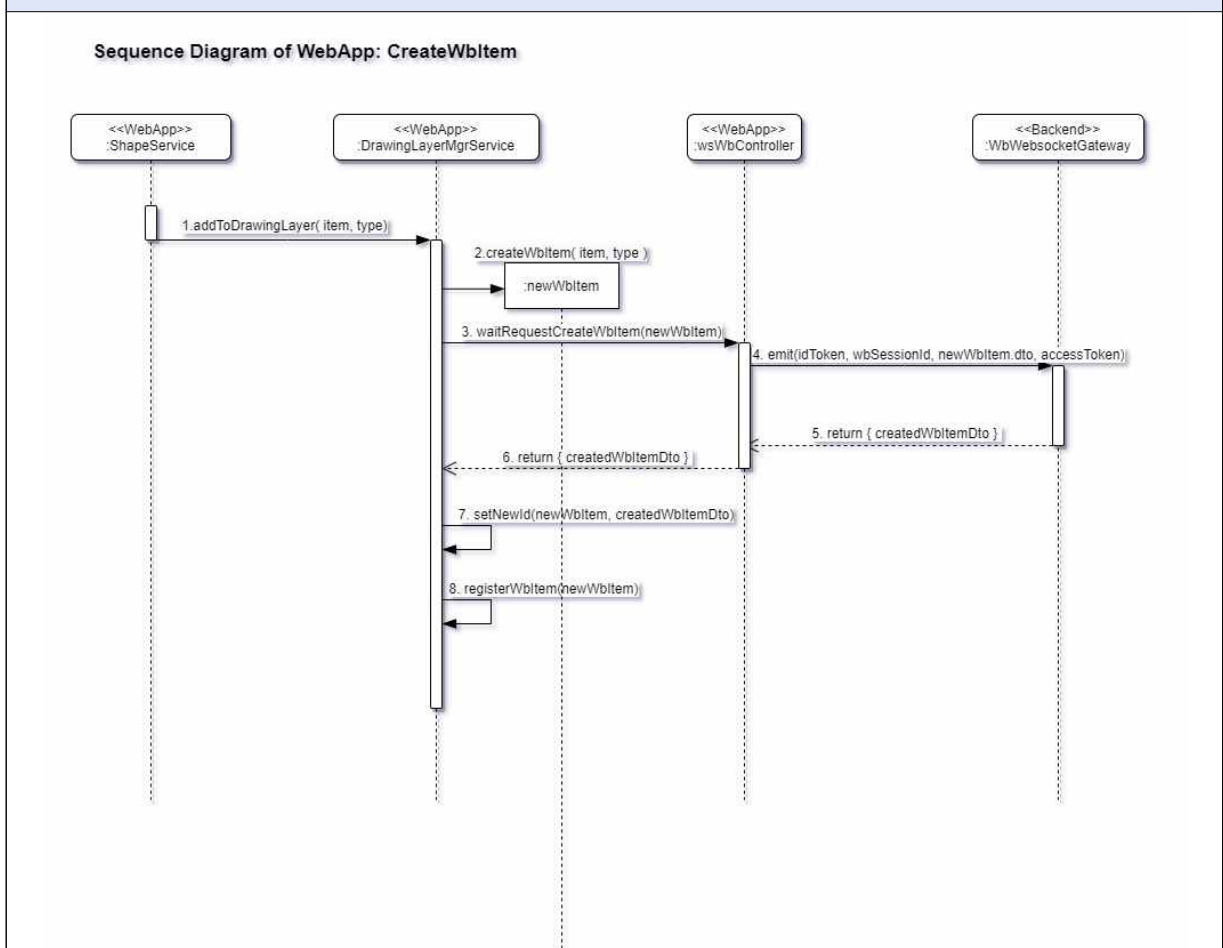 Sequence Diagram of WebApp: CreateWbItem
<<WebApp>>
:ShapeService
<<WebApp>>
:DrawingLayerMgrService
<<WebApp>>
:wsWbController
<<Backend>>
:WbWebsocketGateway
1.addToDrawingLayer( item, type)
2.createWbItem( item, type )
:newWbItem
3. waitRequestCreateWbItem(newWbItem)
4. emit(idToken, wbSessionId, newWbItem.dto, accessToken)
5. return { createdWbItemDto }
6. return { createdWbItemDto }
7. setNewId(newWbItem, createdWbItemDto)
8. registerWbItem(newWbItem)